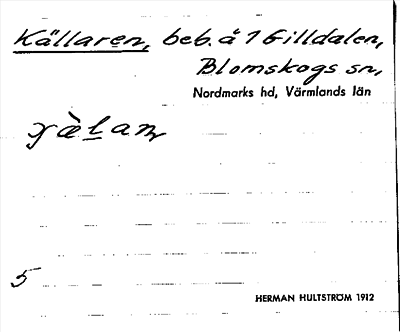 Källaren, beb. å 1 Gilldalen,
Blomskogs sn,
Nordmarks hd, Värmlands län
5
HERMAN HULTSTRÖM 1912